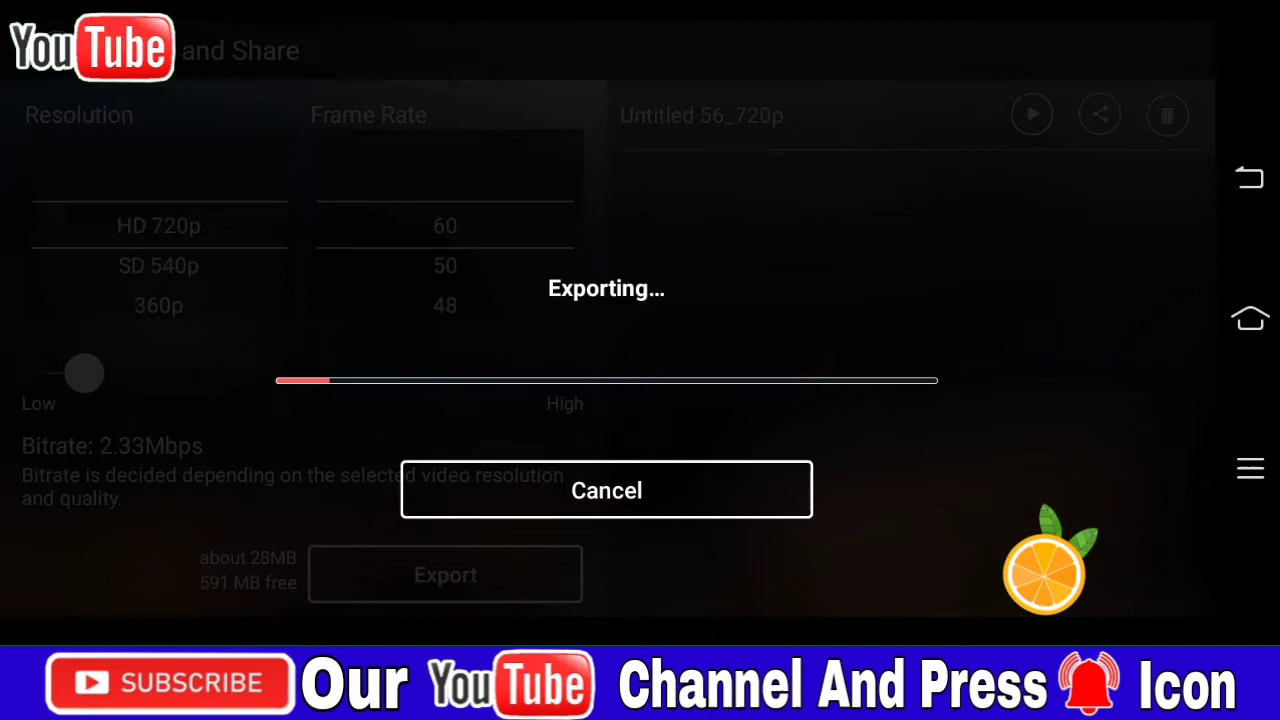 YouTube and Share
Resolution
Frame Rate
Untitled 56_720p
HD 720p
60
SD 540p
50
360p
48
Exporting...
Low
High
Bitrate: 2.33Mbps
Bitrate is decided depending on the selected video resolution
and quality.
Cancel
about 28MB
591 MB free
Export
SUBSCRIBE Our YouTube Channel And Press Icon